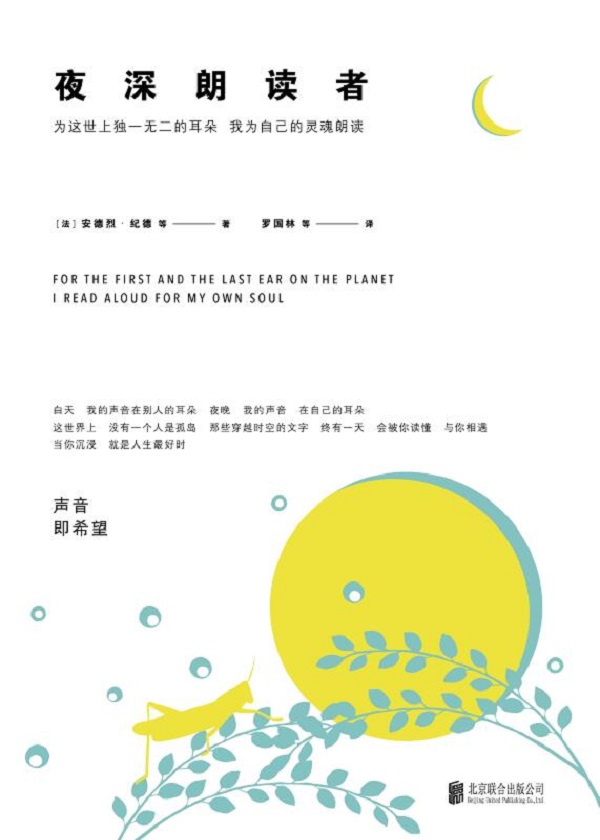 夜深朗读者
为这世上独一无二的耳朵 我为自己的灵魂朗读
[法] 安德烈·纪德 等 —— 著 罗国林 等 —— 译
FOR THE FIRST AND THE LAST EAR ON THE PLANET
I READ ALOUD FOR MY OWN SOUL
白天 我的声音在别人的耳朵 夜晚 我的声音 在自己的耳朵
这世界上 没有一个人是孤岛 那些穿越时空的文字 终有一天 会被你读懂 与你相遇
当你沉浸 就是人生最好时
声音
即希望
北京联合出版公司
Beijing United Publishing Co.,Ltd.